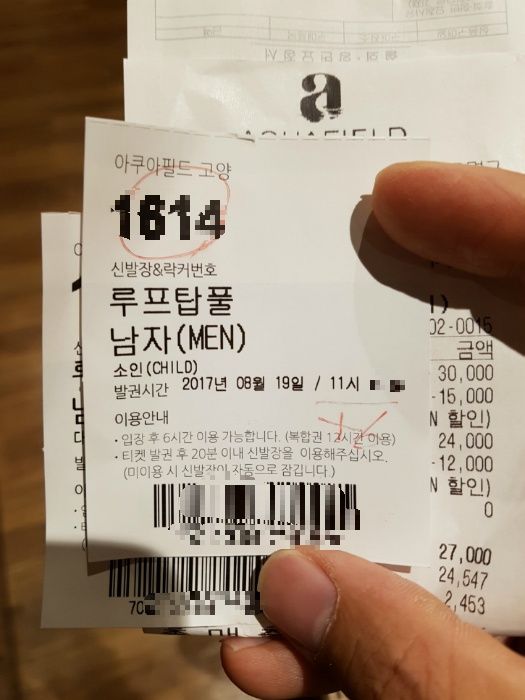 a
AQUAFIELD
아쿠아필드 고양
1614
신발장&락커번호
루프탑풀
남자(MEN)
소인(CHILD)
발권시간 2017년 08월 19일 / 11시
이용안내
· 입장 후 6시간 이용 가능합니다. (복합권 12시간 이용)
· 티켓 발권 후 20분 이내 신발장을 이용해주십시오.
(미이용 시 신발장이 자동으로 잠깁니다.)
02-0015
금액
30,000
-15,000
할인)
24,000
-12,000
할인)
0
27,000
24,547
2,453
70